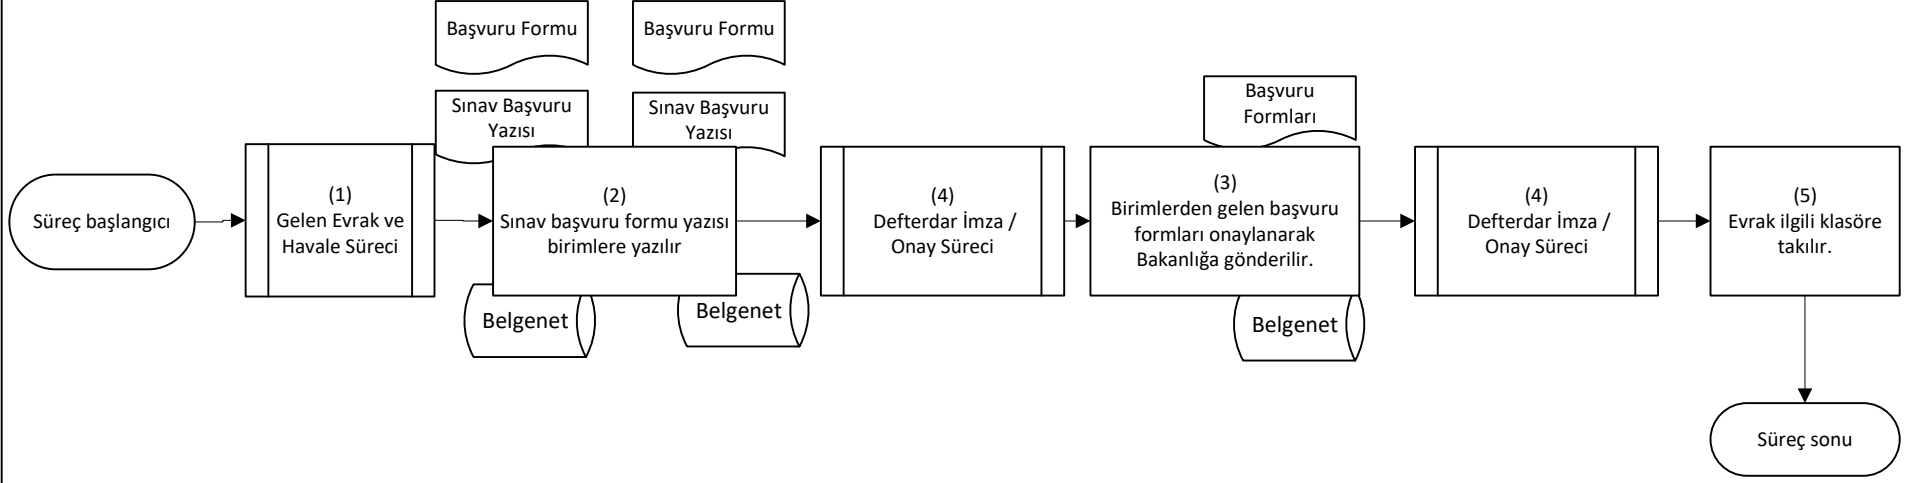 Başvuru Formu
Başvuru Formu
Sınav Başvuru
Yazısı
Sınav Başvuru
Yazısı
Başvuru
Formları
Süreç başlangıcı
(1)
Gelen Evrak ve
Havale Süreci
(2)
Sınav başvuru formu yazısı
birimlere yazılır
(4)
Defterdar İmza /
Onay Süreci
(3)
Birimlerden gelen başvuru
formları onaylanarak
Bakanlığa gönderilir.
(4)
Defterdar İmza /
Onay Süreci
(5)
Evrak ilgili klasöre
takılır.
Belgenet
Belgenet
Belgenet
Süreç sonu